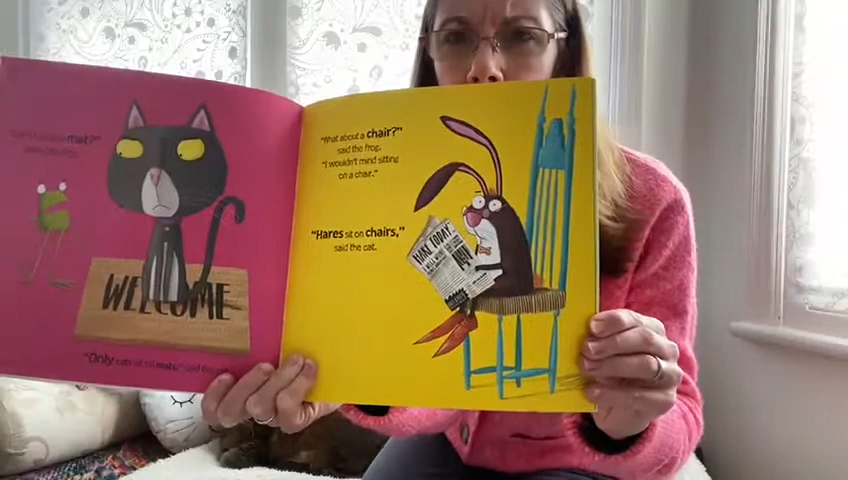 mat?"
WELCOME
"Only cats sit on mats," said the cat.
"What about a chair?"
said the frog.
"I wouldn't mind sitting
on a chair."
"Hares sit on chairs,"
said the cat.
HARE TODAY